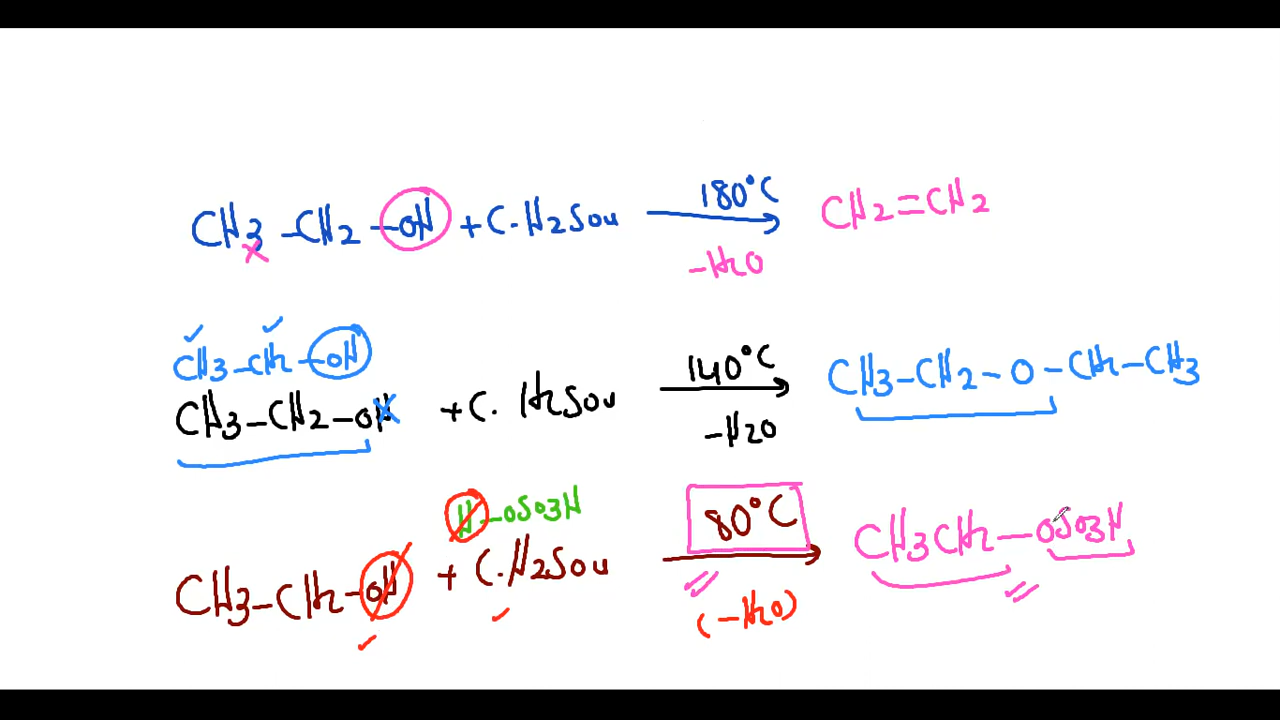 CH3-CH2-OH + C.H2SO4 180°C -H2O CH2=CH2
CH3-CH2-OH
CH3-CH2-OH + C. H2SO4 140°C -H2O CH3-CH2-O-CH2-CH3
H-OSO3H
CH3-CH2-OH + C.H2SO4 80°C (-H2O) CH3CH2-OSO3H